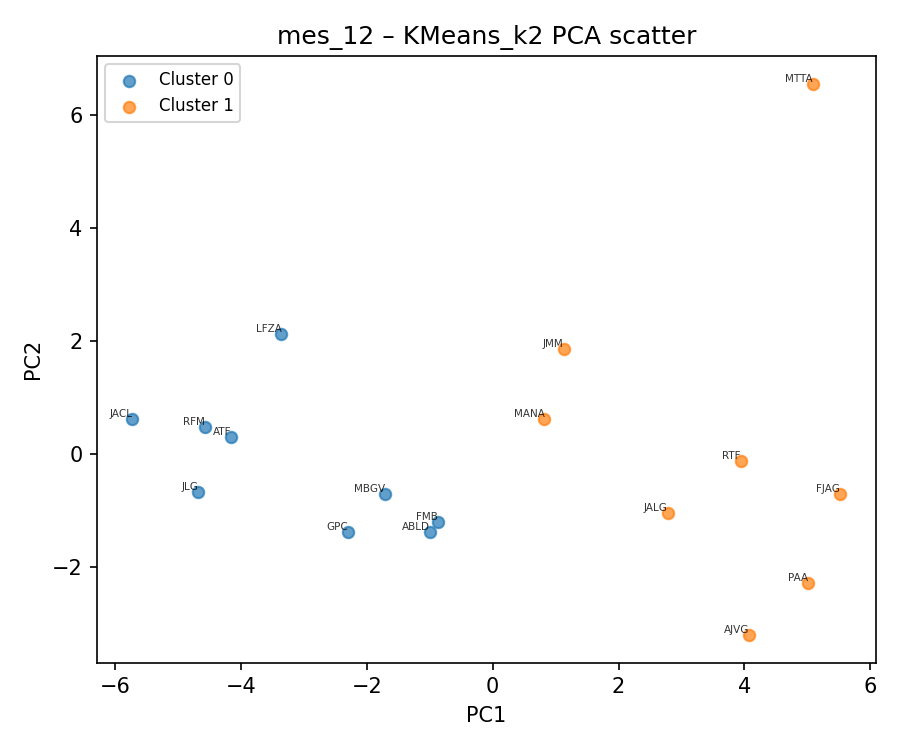 mes_12 – KMeans_k2 PCA scatter
Cluster 0
Cluster 1
MTTA
LFZA
JMM
JACL
MANA
RFM
ATF
RTF
JLG
MBGV
FJAG
JALG
FMB
GPC
ABLD
PAA
AJVG
6
4
2
0
−2
PC2
−6
−4
−2
0
2
4
6
PC1